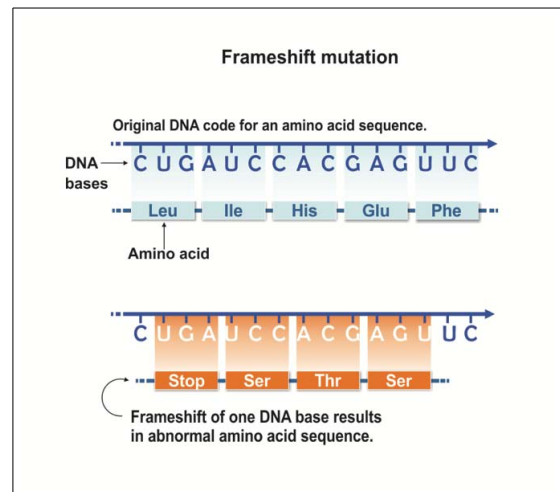 Frameshift mutation
Original DNA code for an amino acid sequence.
DNA bases
C U G A U C C A C G A G U U C
Leu Ile His Glu Phe
Amino acid
C U G A U C C A C G A G U U C
Stop Ser Thr Ser
Frameshift of one DNA base results
in abnormal amino acid sequence.